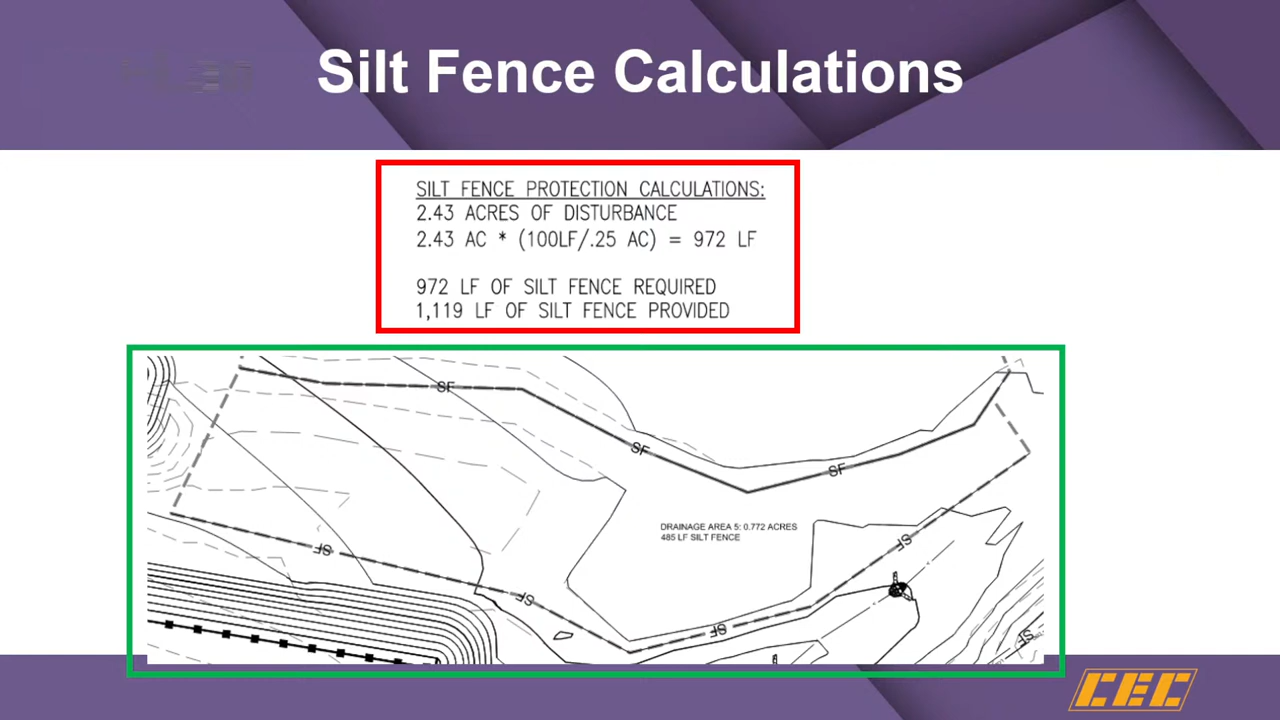 Silt Fence Calculations
SILT FENCE PROTECTION CALCULATIONS:
2.43 ACRES OF DISTURBANCE
2.43 AC * (100LF/.25 AC) = 972 LF
972 LF OF SILT FENCE REQUIRED
1,119 LF OF SILT FENCE PROVIDED
SF
SF
SF
DRAINAGE AREA 5: 0.772 ACRES
485 LF SILT FENCE
SF
SF
SF
SF
SF
CEC